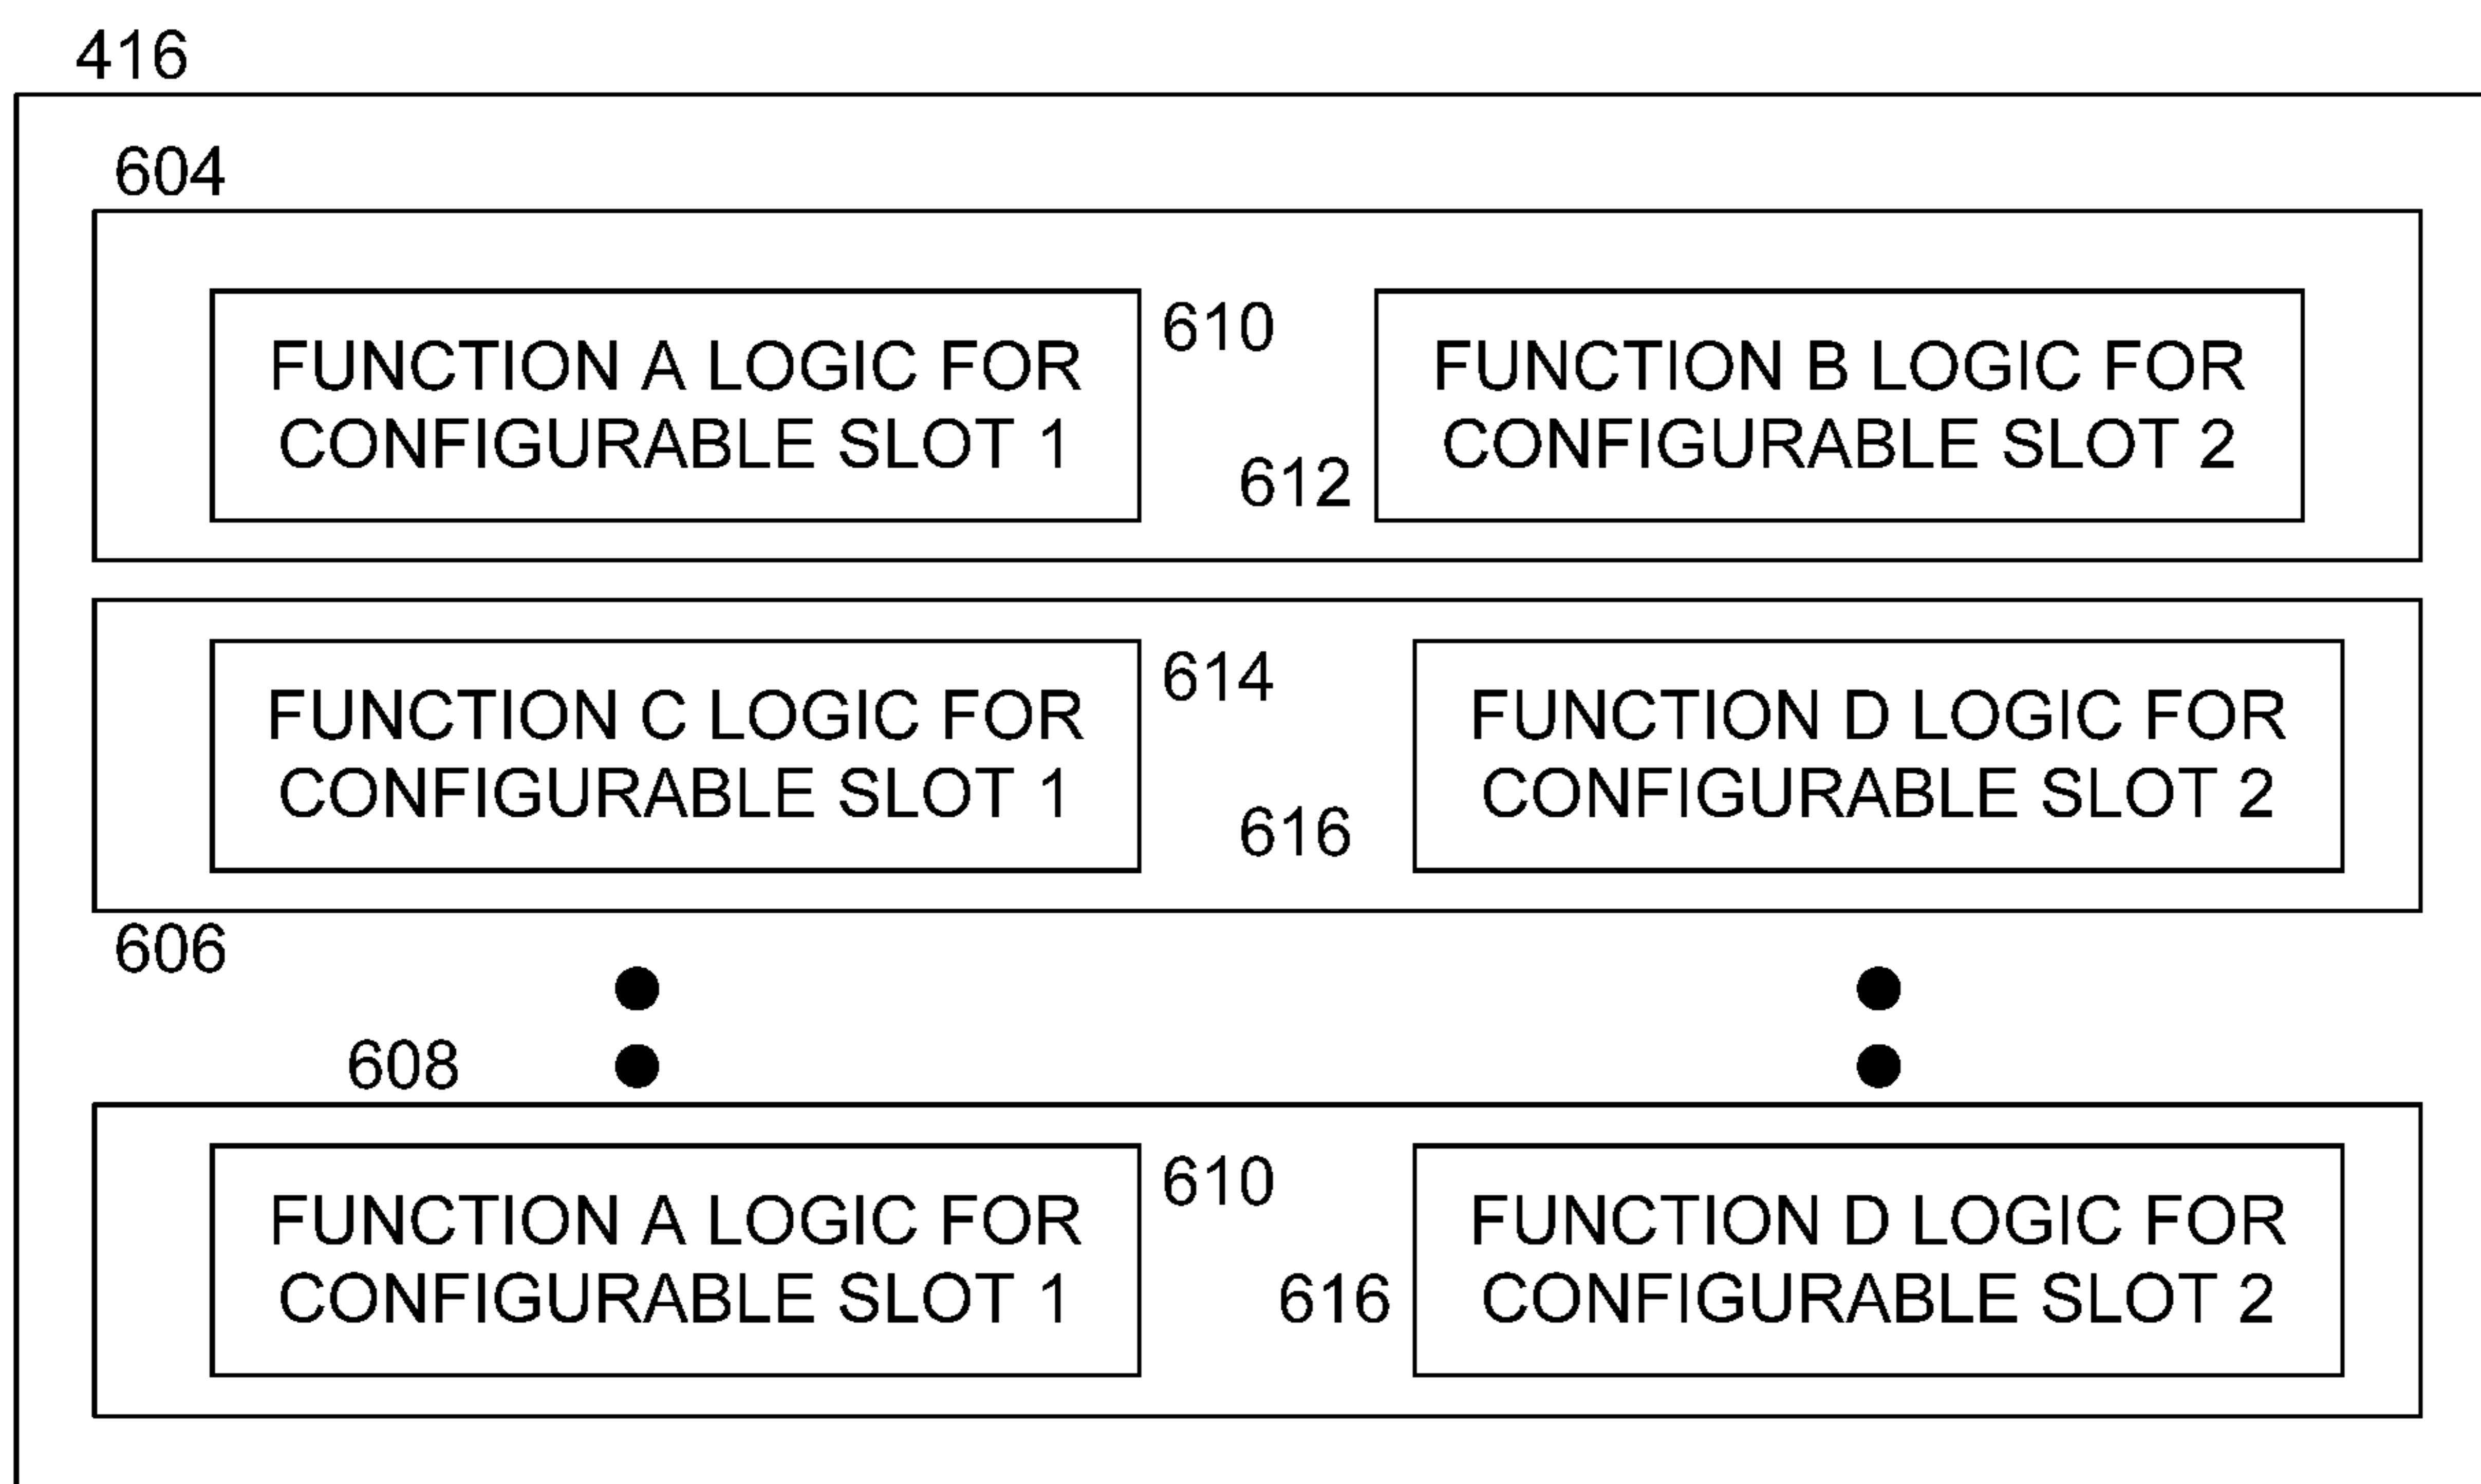 416
604
FUNCTION A LOGIC FOR
CONFIGURABLE SLOT 1
610
612
FUNCTION B LOGIC FOR
CONFIGURABLE SLOT 2
FUNCTION C LOGIC FOR
CONFIGURABLE SLOT 1
614
616
FUNCTION D LOGIC FOR
CONFIGURABLE SLOT 2
606
608
FUNCTION A LOGIC FOR
CONFIGURABLE SLOT 1
610
616
FUNCTION D LOGIC FOR
CONFIGURABLE SLOT 2